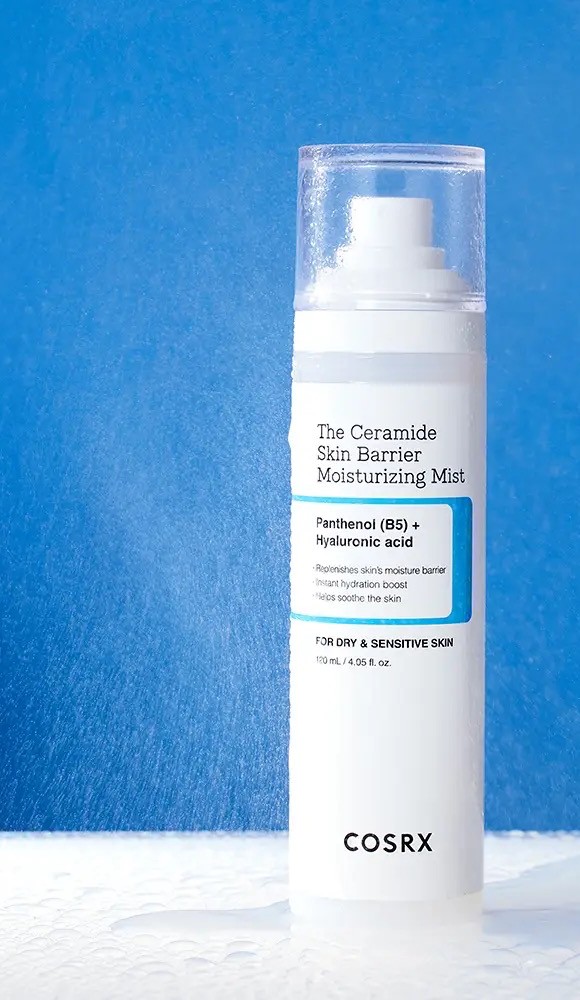 The Ceramide
Skin Barrier
Moisturizing Mist
Panthenol (B5) +
Hyaluronic acid
· Replenishes skin's moisture barrier
· Instant hydration boost
· Helps soothe the skin
FOR DRY & SENSITIVE SKIN
120 mL / 4.05 fl. oz.
COSRX